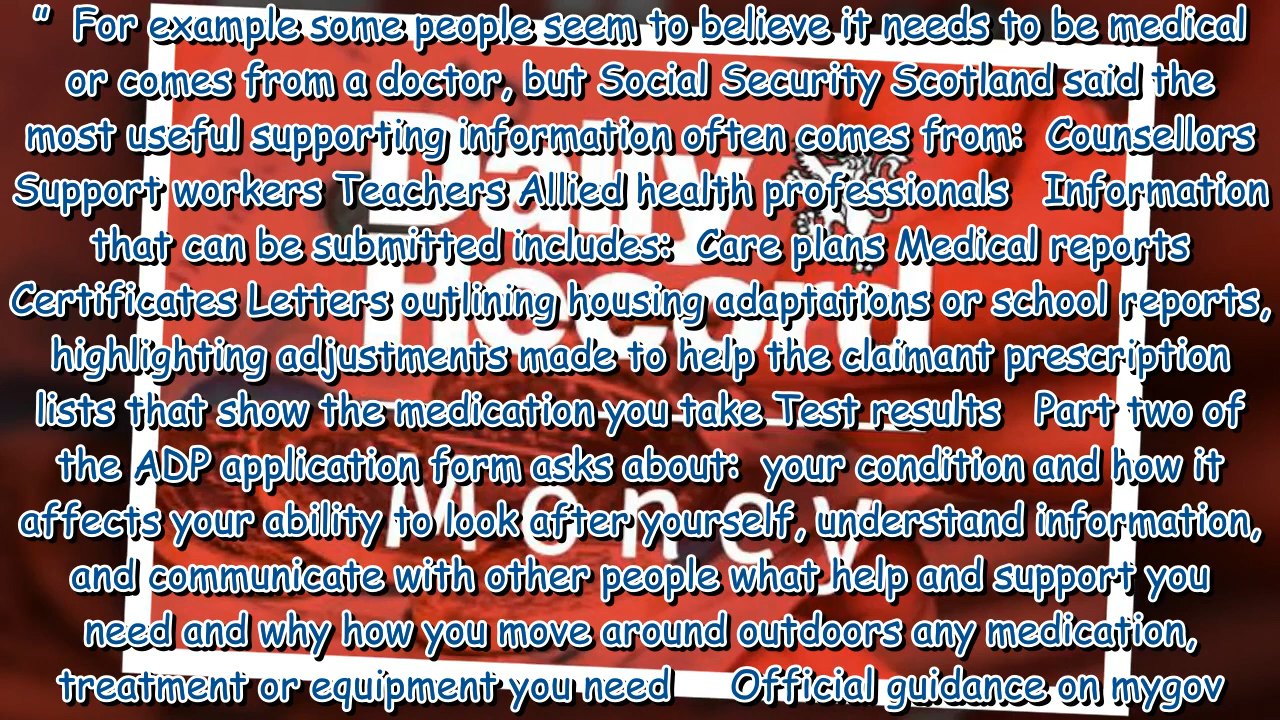 ” For example some people seem to believe it needs to be medical
or comes from a doctor, but Social Security Scotland said the
most useful supporting information often comes from: Counsellors
Support workers Teachers Allied health professionals Information
that can be submitted includes: Care plans Medical reports
Certificates Letters outlining housing adaptations or school reports,
highlighting adjustments made to help the claimant prescription
lists that show the medication you take Test results Part two of
the ADP application form asks about: your condition and how it
affects your ability to look after yourself, understand information,
and communicate with other people what help and support you
need and why how you move around outdoors any medication,
treatment or equipment you need Official guidance on mygov
Daily
Record
Money